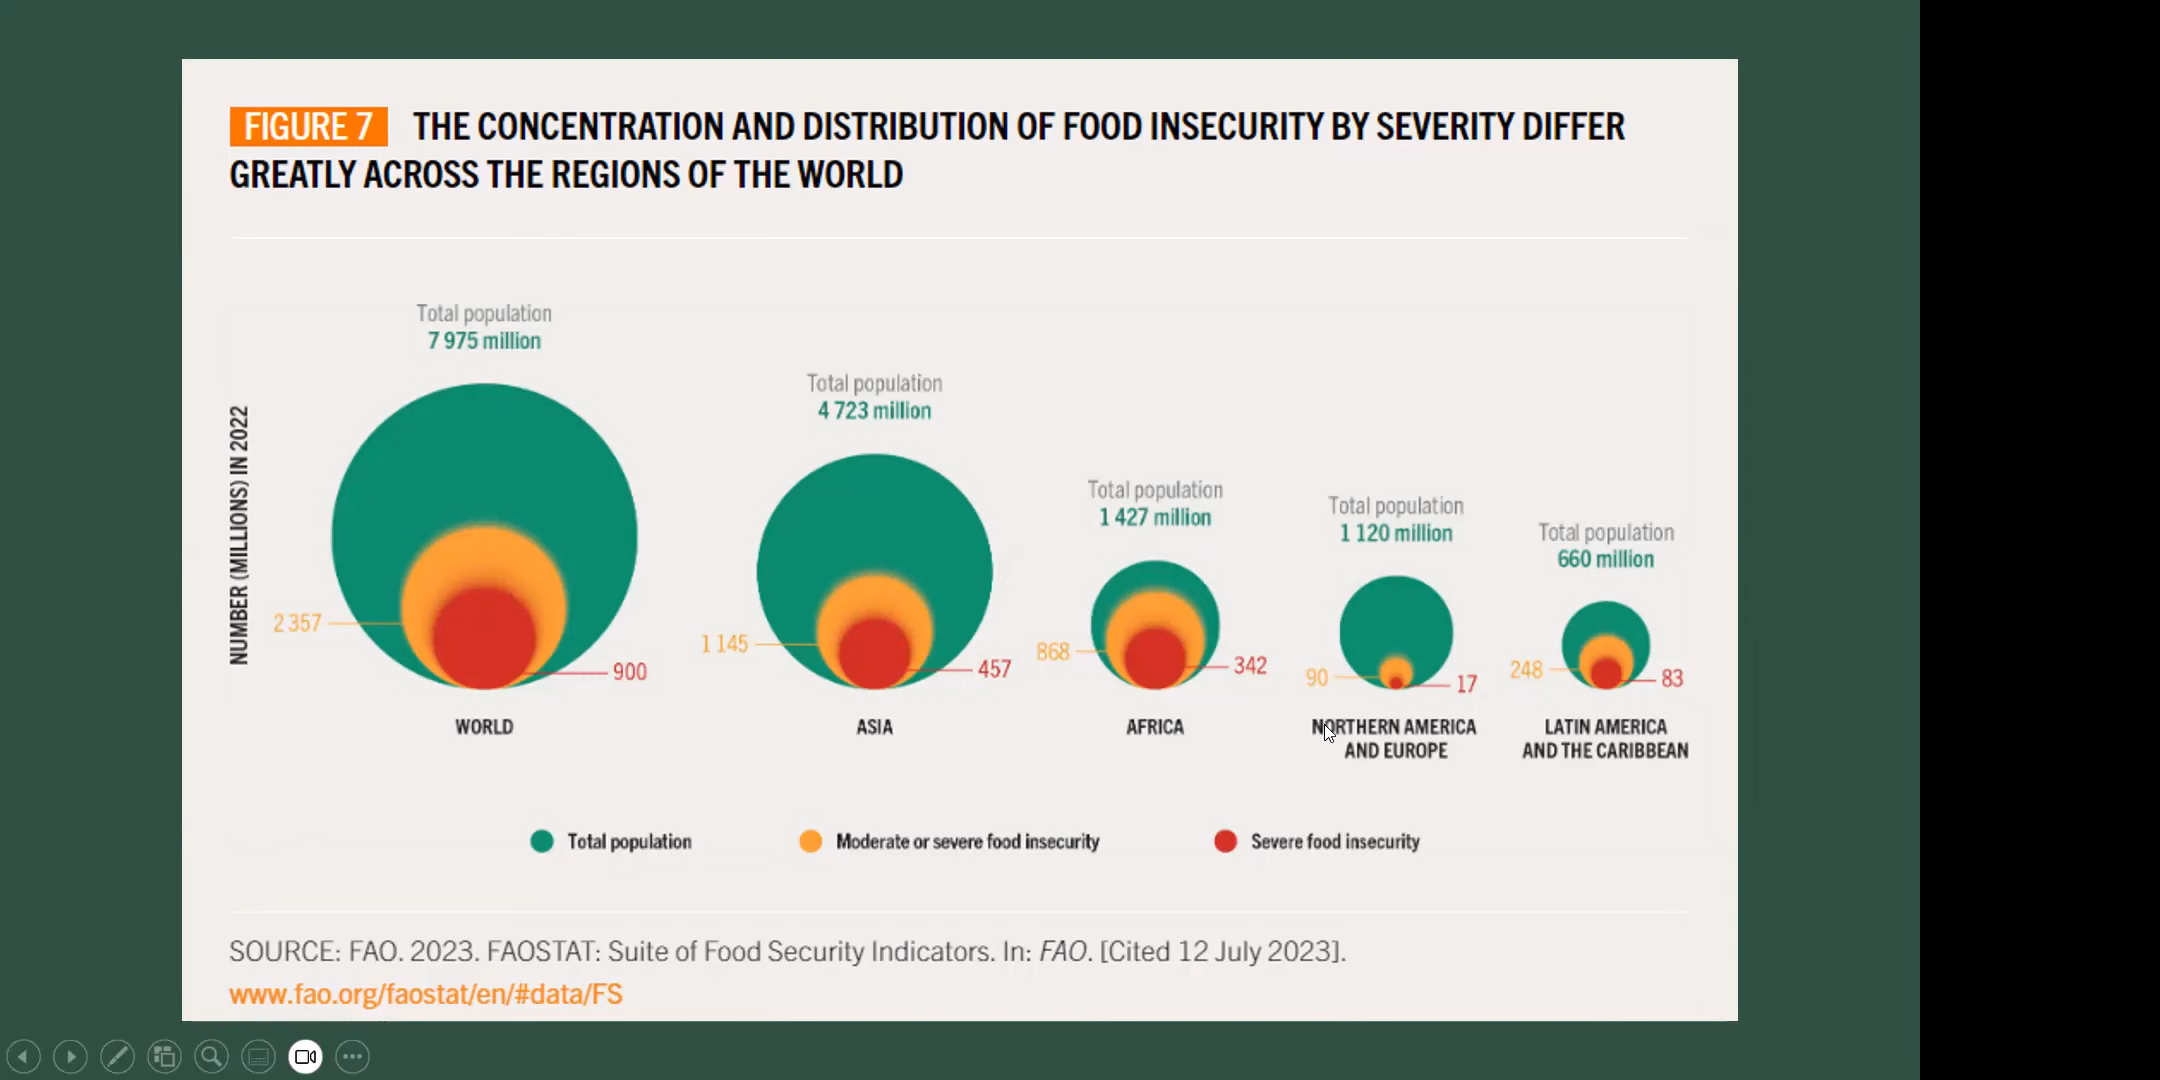 FIGURE 7 THE CONCENTRATION AND DISTRIBUTION OF FOOD INSECURITY BY SEVERITY DIFFER
GREATLY ACROSS THE REGIONS OF THE WORLD
NUMBER (MILLIONS) IN 2022
Total population
7 975 million
2 357
900
WORLD
Total population
4 723 million
1 145
457
ASIA
Total population
1 427 million
868
342
AFRICA
Total population
1 120 million
90
17
NORTHERN AMERICA
AND EUROPE
Total population
660 million
248
83
LATIN AMERICA
AND THE CARIBBEAN
Total population
Moderate or severe food insecurity
Severe food insecurity
SOURCE: FAO. 2023. FAOSTAT: Suite of Food Security Indicators. In: FAO. [Cited 12 July 2023].
www.fao.org/faostat/en/#data/FS